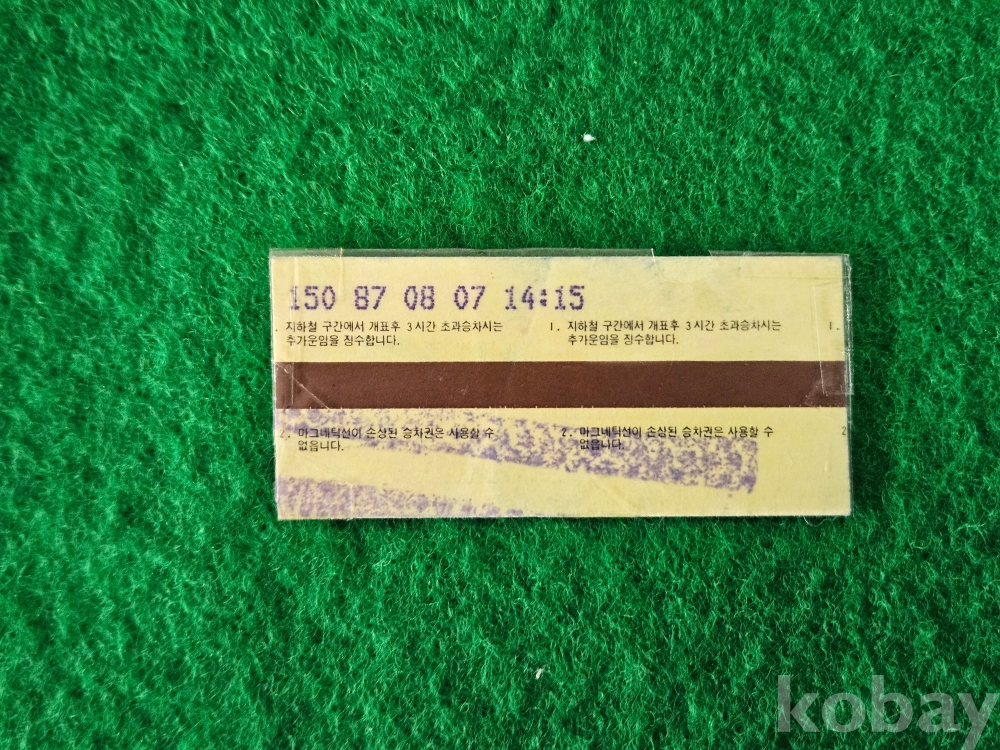 150 87 08 07 14:15
. 지하철 구간에서 개표후 3시간 초과승차시는
추가운임을 징수합니다.
1. 지하철 구간에서 개표후 3시간 초과승차시는
추가운임을 징수합니다.
1.
2. 마그네틱선이 손상된 승차권은 사용할 수
없읍니다.
2. 마그네틱선이 손상된 승차권은 사용할 수
없읍니다.
2
kobay